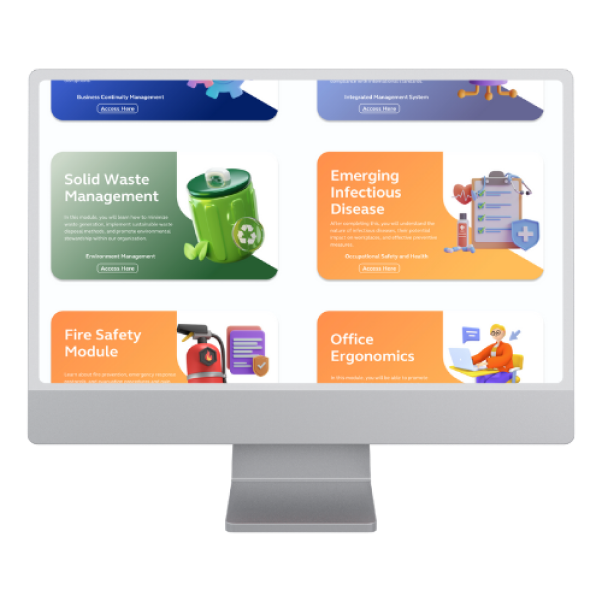 Business Continuity Management
Access Here
Integrated Management System
Access Here
Solid Waste
Management
In this module, you will learn how to minimize
waste generation, implement sustainable waste
disposal methods, and promote environmental
stewardship within our organization.
Environment Management
Access Here
Emerging
Infectious
Disease
After completing this, you will understand the
nature of infectious diseases, their potential
impact on workplaces, and effective prevention
measures.
Occupational Safety and Health
Access Here
Fire Safety
Module
Learn about fire prevention, emergency response
Office
Ergonomics
In this module, you will be able to promote